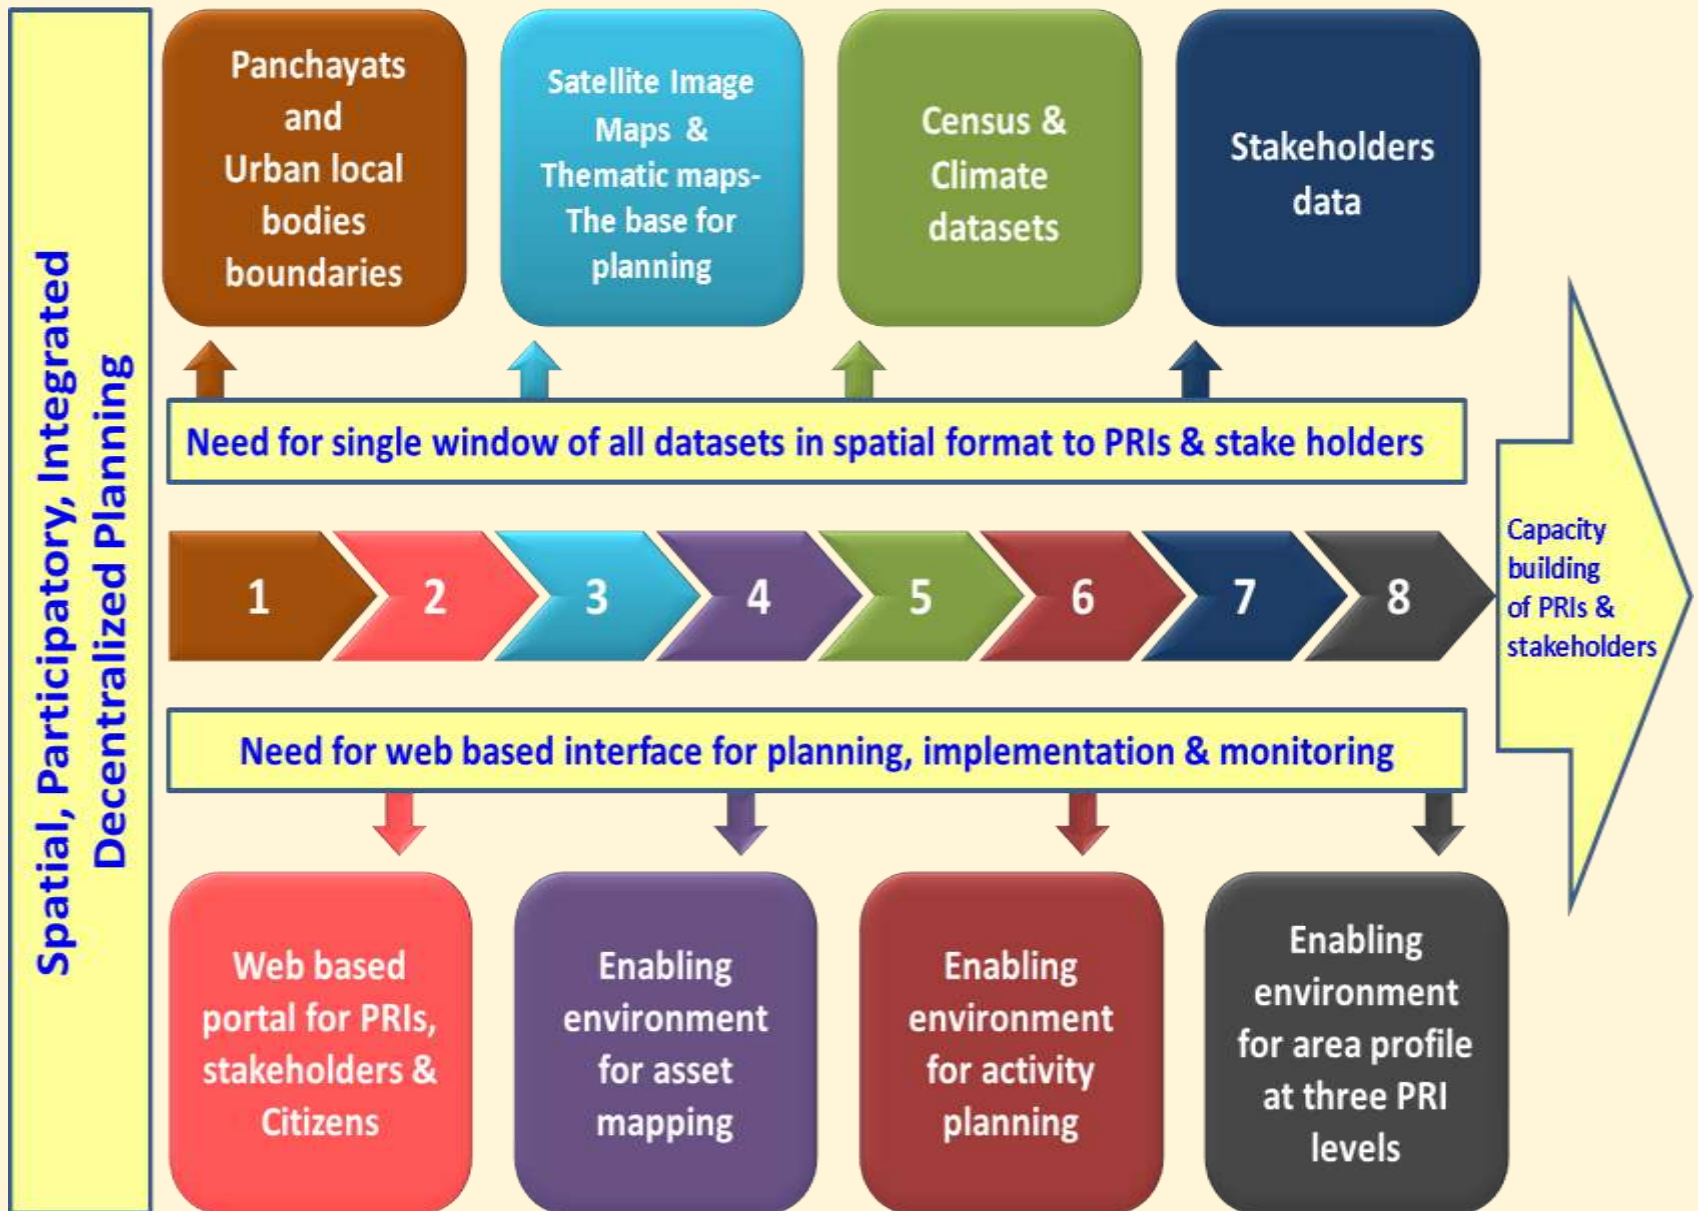 Spatial, Participatory, Integrated
Decentralized Planning
Panchayats
and
Urban local
bodies
boundaries
Satellite Image
Maps &
Thematic maps-
The base for
planning
Census &
Climate
datasets
Stakeholders
data
Need for single window of all datasets in spatial format to PRIs & stake holders
1 2 3 4 5 6 7 8
Capacity
building
of PRIs &
stakeholders
Need for web based interface for planning, implementation & monitoring
Web based
portal for PRIs,
stakeholders &
Citizens
Enabling
environment
for asset
mapping
Enabling
environment
for activity
planning
Enabling
environment
for area profile
at three PRI
levels